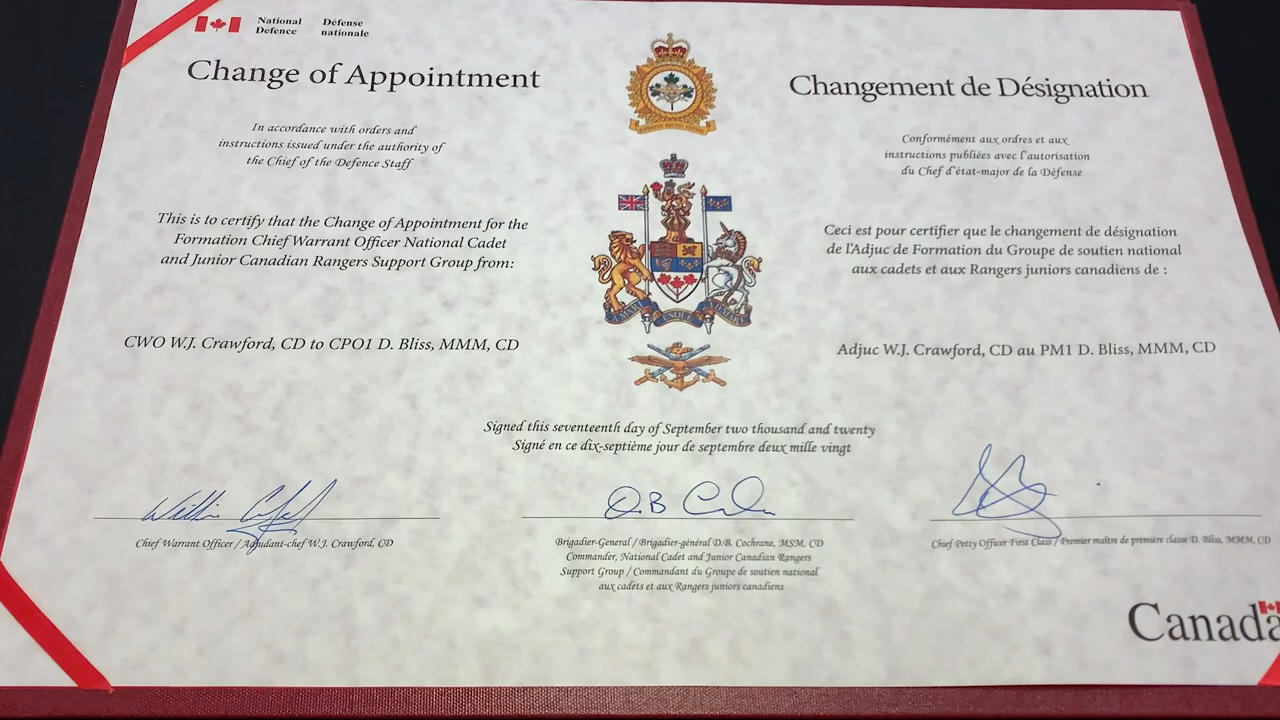 National Defence
Défense nationale
Change of Appointment
In accordance with orders and
instructions issued under the authority of
the Chief of the Defence Staff
This is to certify that the Change of Appointment for the
Formation Chief Warrant Officer National Cadet
and Junior Canadian Rangers Support Group from:
CWO W.J. Crawford, CD to CPO1 D. Bliss, MMM, CD
Changement de Désignation
Conformément aux ordres et aux
instructions publiées avec l'autorisation
du Chef d'état-major de la Défense
Ceci est pour certifier que le changement de désignation
de l'Adjuc de Formation du Groupe de soutien national
aux cadets et aux Rangers juniors canadiens de :
Adjuc W.J. Crawford, CD au PM1 D. Bliss, MMM, CD
Signed this seventeenth day of September two thousand and twenty
Signé en ce dix-septième jour de septembre deux mille vingt
Chief Warrant Officer / Adjudant-chef W.J. Crawford, CD
Brigadier-General / Brigadier-général D.B. Cochrane, MSM, CD
Commander, National Cadet and Junior Canadian Rangers
Support Group / Commandant du Groupe de soutien national
aux cadets et aux Rangers juniors canadiens
Chief Petty Officer First Class / Premier maître de première classe D. Bliss, MMM, CD
Canada